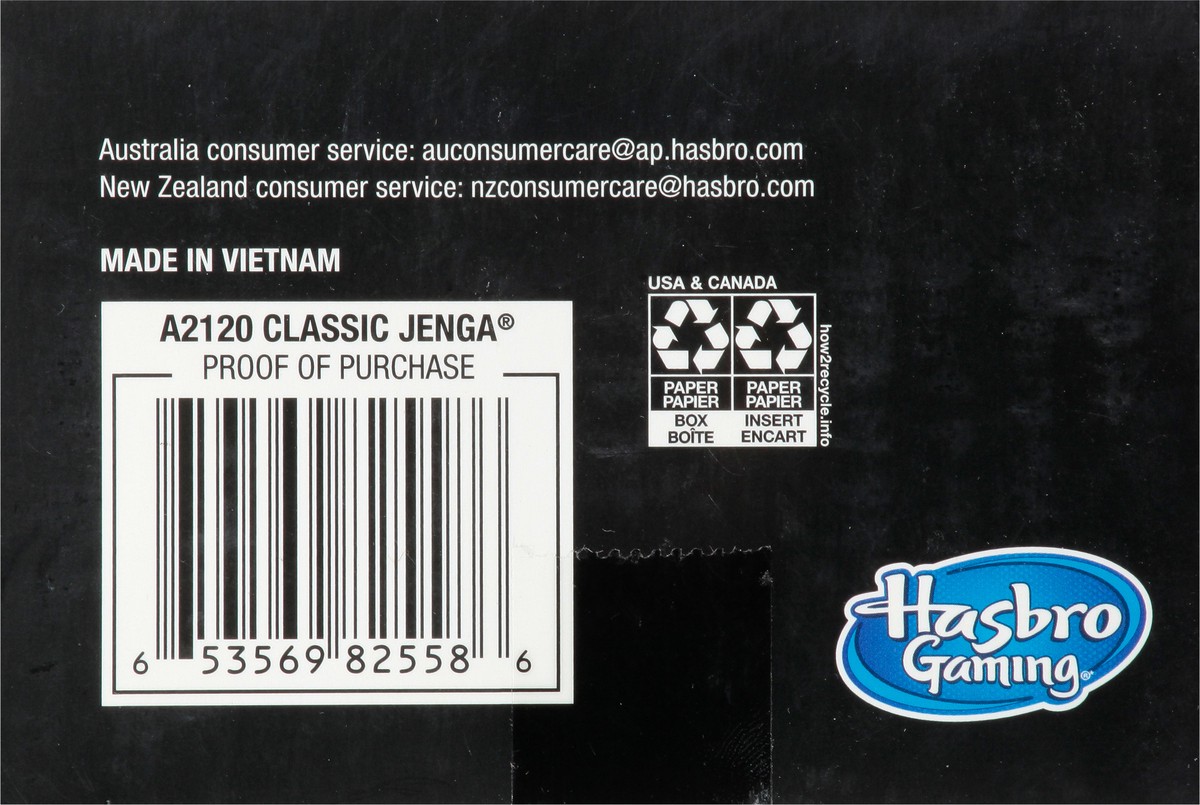 Australia consumer service: auconsumercare@ap.hasbro.com
New Zealand consumer service: nzconsumercare@hasbro.com
MADE IN VIETNAM
A2120 CLASSIC JENGA®
PROOF OF PURCHASE
6 53569 82558 6
USA & CANADA
PAPER PAPER
PAPIER PAPIER
BOX INSERT
BOÎTE ENCART
how2recycle.info
Hasbro
Gaming®